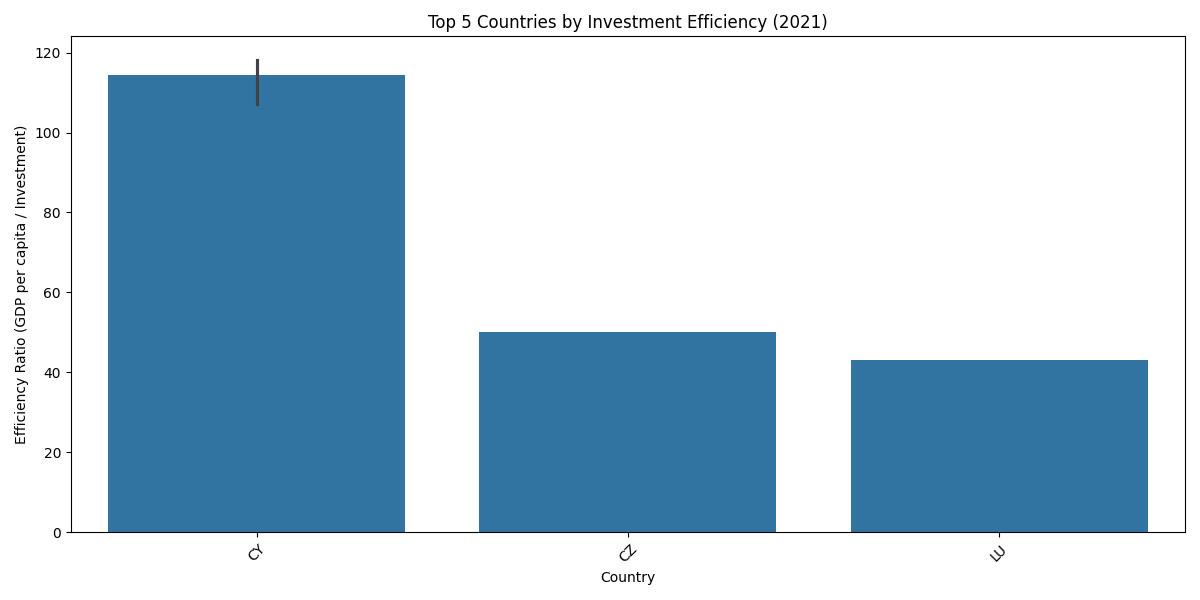 Top 5 Countries by Investment Efficiency (2021)
Efficiency Ratio (GDP per capita / Investment)
120
100
80
60
40
20
0
CY
CZ
LU
Country